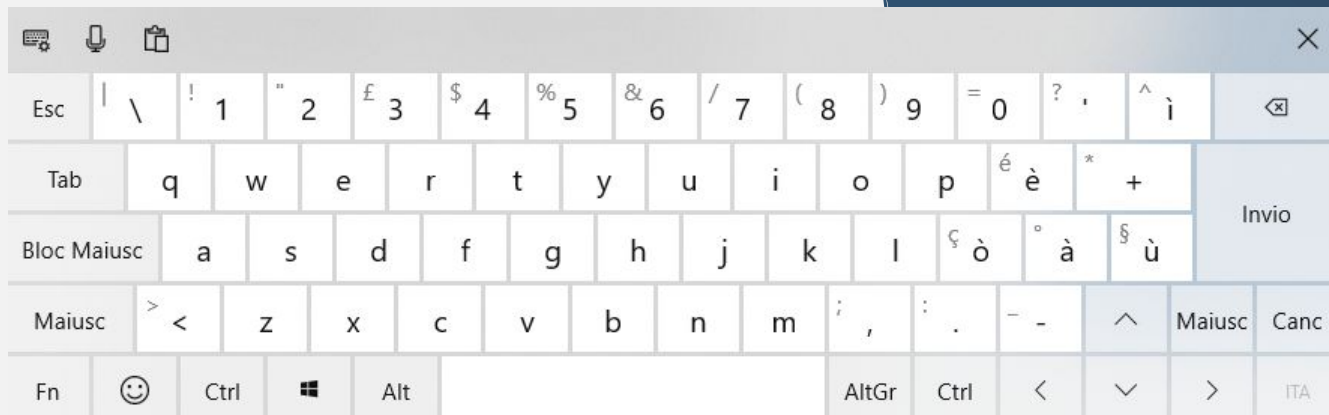 Esc | \ ! 1 " 2 £ 3 $ 4 % 5 & 6 / 7 ( 8 ) 9 = 0 ? ' ^ ì
Tab q w e r t y u i o p é è * + Invio
Bloc Maiusc a s d f g h j k l ç ò ° à § ù
Maiusc > < z x c v b n m ; , : . _ - Maiusc Canc
Fn Ctrl Alt AltGr Ctrl ITA